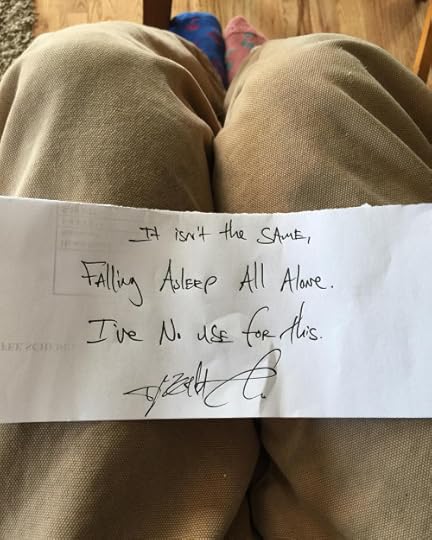 It isn't the SAME,
Falling Asleep All Alone.
I've No use for this.